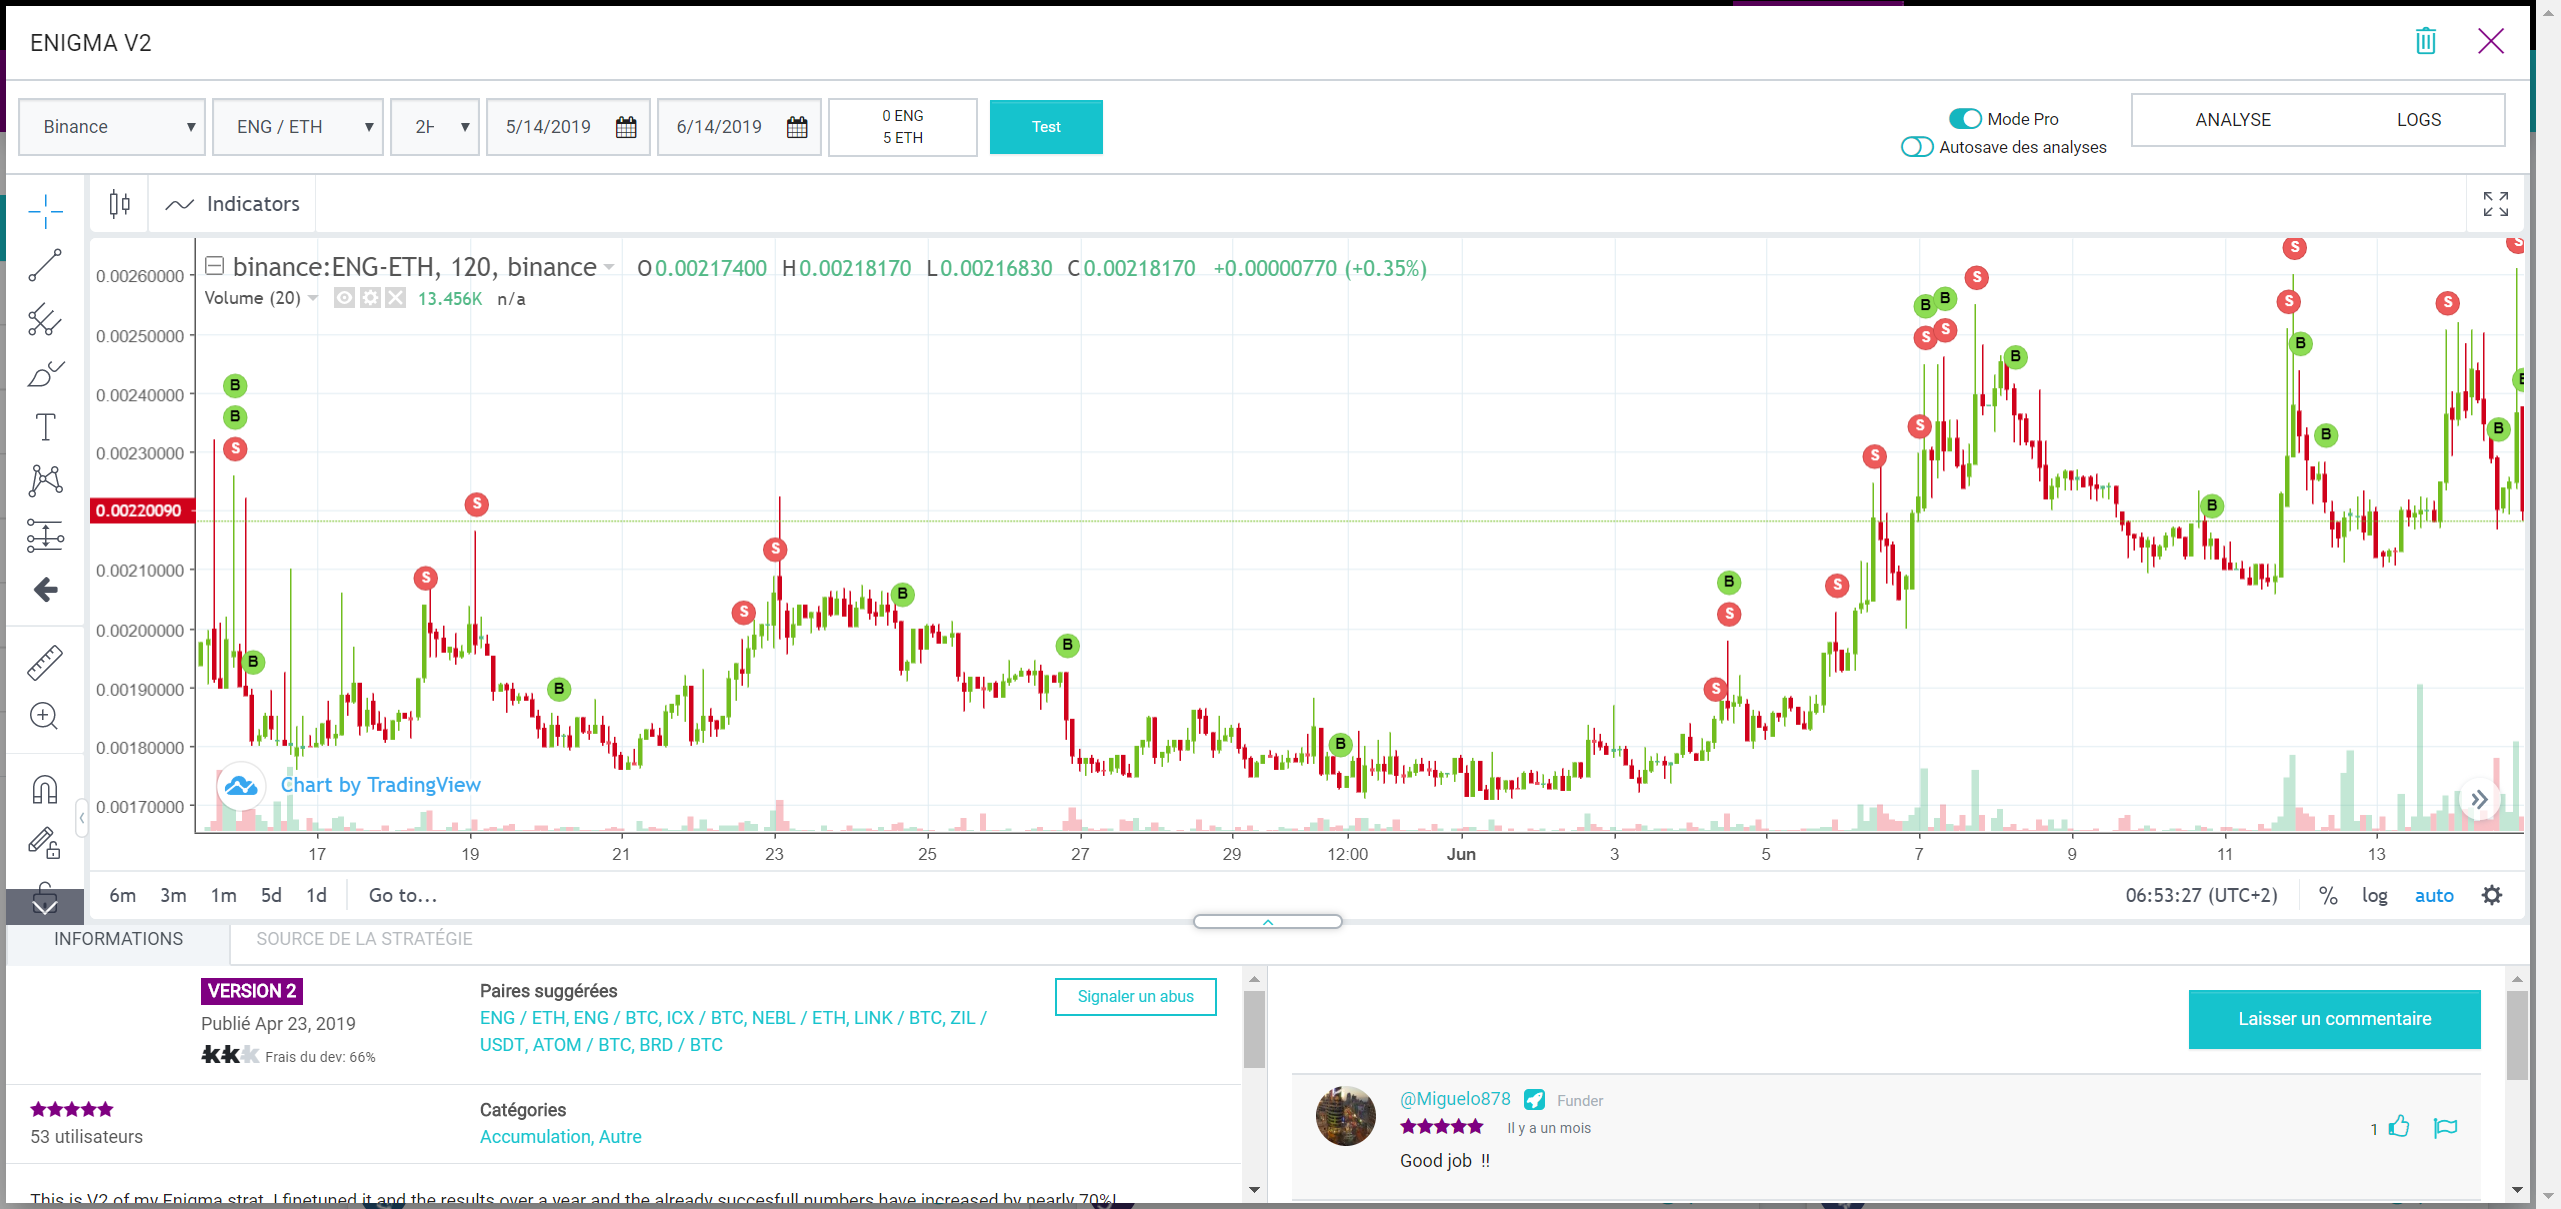 ENIGMA V2
Binance ENG / ETH 2H 5/14/2019 6/14/2019 0 ENG
5 ETH
Test
Mode Pro
Autosave des analyses
ANALYSE LOGS
Indicators
binance:ENG-ETH, 120, binance O0.00217400 H0.00218170 L0.00216830 C0.00218170 +0.00000770 (+0.35%)
Volume (20) 13.456K n/a
0.00260000
0.00250000
0.00240000
0.00230000
0.00220090
0.00210000
0.00200000
0.00190000
0.00180000
0.00170000
B
B
S
B
S
S
B
S
S
B
B
B
S
B
S
S
S
S
B
S
B
S
S
B
B
S
S
B
B
S
B
S
B
Chart by TradingView
17 19 21 23 25 27 29 12:00 Jun 3 5 7 9 11 13
6m 3m 1m 5d 1d Go to... 06:53:27 (UTC+2) % log auto
INFORMATIONS SOURCE DE LA STRATÉGIE
VERSION 2
Publié Apr 23, 2019
Frais du dev: 66%
Paires suggérées
ENG / ETH, ENG / BTC, ICX / BTC, NEBL / ETH, LINK / BTC, ZIL /
USDT, ATOM / BTC, BRD / BTC
Signaler un abus
53 utilisateurs
Catégories
Accumulation, Autre
This is V2 of my Enigma strat. I finetuned it and the results over a year and the already succesfull numbers have increased by nearly 70%!
Laisser un commentaire
@Miguelo878 Funder
Il y a un mois
Good job !!
1